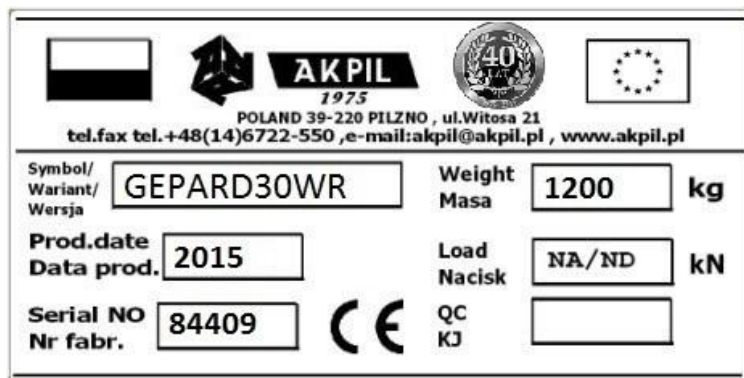 AKPIL
1975
40
LAT
POLAND 39-220 PILZNO , ul.Witosa 21
tel.fax tel.+48(14)6722-550 ,e-mail:akpil@akpil.pl , www.akpil.pl
Symbol/
Wariant/
Wersja
GEPARD30WR
Weight
Masa
1200
kg
Prod.date
Data prod.
2015
Load
Nacisk
NA/ND
kN
Serial NO
Nr fabr.
84409
CE
QC
KJ